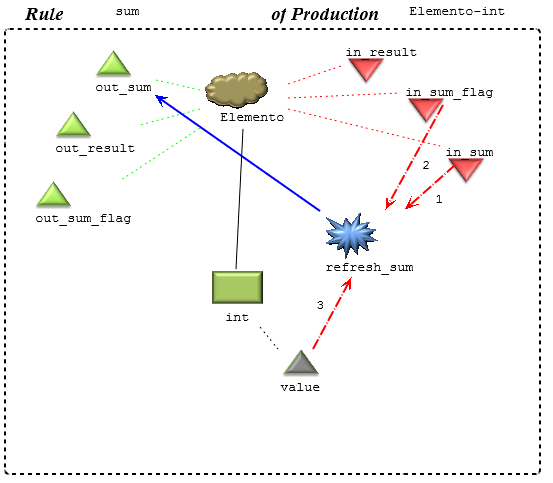 Rule sum of Production Elemento-int
in_result
out_sum
in_sum_flag
Elemento
out_result
in_sum
2
1
out_sum_flag
refresh_sum
3
int
value